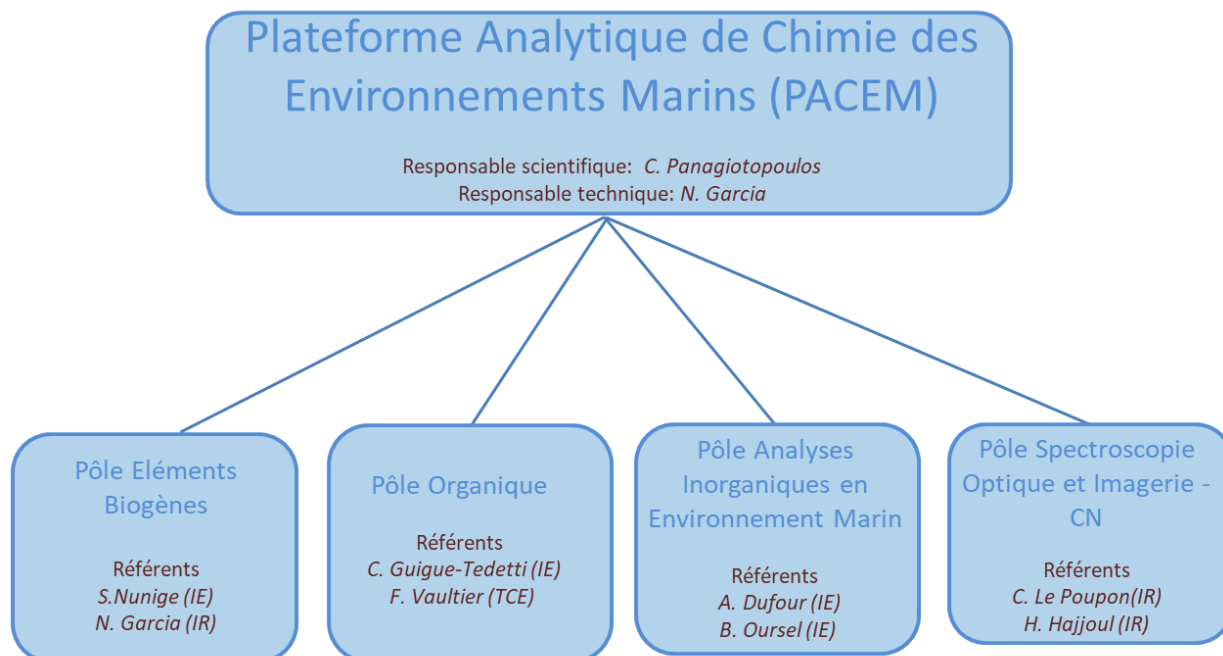 Plateforme Analytique de Chimie des
Environnements Marins (PACEM)
Responsable scientifique: C. Panagiotopoulos
Responsable technique: N. Garcia
Pôle Eléments
Biogènes
Référents
S.Nunige (IE)
N. Garcia (IR)
Pôle Organique
Référents
C. Guigue-Tedetti (IE)
F. Vaultier (TCE)
Pôle Analyses
Inorganiques en
Environnement Marin
Référents
A. Dufour (IE)
B. Oursel (IE)
Pôle Spectroscopie
Optique et Imagerie -
CN
Référents
C. Le Poupon(IR)
H. Hajjoul (IR)